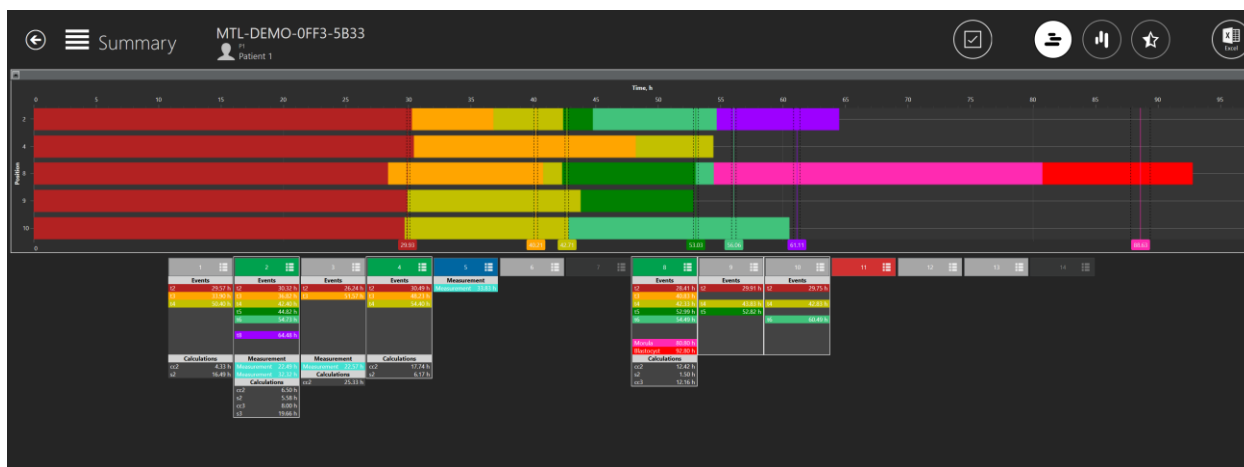 Summary
MTL-DEMO-0FF3-5B33
P1
Patient 1
Excel
Time, h
0 5 10 15 20 25 30 35 40 45 50 55 60 65 70 75 80 85 90 95
Position
2
4
8
9
10
0
29.93 40.21 42.71 53.03 56.06 61.11 88.63
1 2 3 4 5 6 7 8 9 10 11 12 13 14
Events
t2 29.57 h
t3 33.90 h
t4 50.40 h
Calculations
cc2 4.33 h
s2 16.49 h
Events
t2 30.32 h
t3 36.82 h
t4 42.40 h
t5 44.82 h
t6 54.73 h
t8 64.48 h
Measurement
Measurement 22.49 h
Measurement 32.32 h
Calculations
cc2 6.50 h
s2 5.58 h
cc3 8.00 h
s3 19.66 h
Events
t2 26.24 h
t3 51.57 h
Measurement
Measurement 22.57 h
Calculations
cc2 25.33 h
Events
t2 30.49 h
t3 48.23 h
t4 54.40 h
Calculations
cc2 17.74 h
s2 6.17 h
Measurement
Measurement 33.83 h
Events
t2 28.41 h
t3 40.83 h
t4 42.33 h
t5 52.99 h
t6 54.49 h
Morula 80.80 h
Blastocyst 92.80 h
Calculations
cc2 12.42 h
s2 1.50 h
cc3 12.16 h
Events
t2 29.91 h
t4 43.83 h
t5 52.82 h
Events
t2 29.75 h
t4 42.83 h
t6 60.49 h